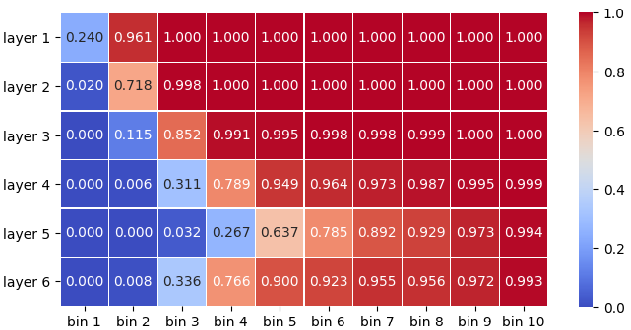 layer 1 0.240 0.961 1.000 1.000 1.000 1.000 1.000 1.000 1.000 1.000
layer 2 0.020 0.718 0.998 1.000 1.000 1.000 1.000 1.000 1.000 1.000
layer 3 0.000 0.115 0.852 0.991 0.995 0.998 0.998 0.999 1.000 1.000
layer 4 0.000 0.006 0.311 0.789 0.949 0.964 0.973 0.987 0.995 0.999
layer 5 0.000 0.000 0.032 0.267 0.637 0.785 0.892 0.929 0.973 0.994
layer 6 0.000 0.008 0.336 0.766 0.900 0.923 0.955 0.956 0.972 0.993
bin 1 bin 2 bin 3 bin 4 bin 5 bin 6 bin 7 bin 8 bin 9 bin 10
1.0
0.8
0.6
0.4
0.2
0.0